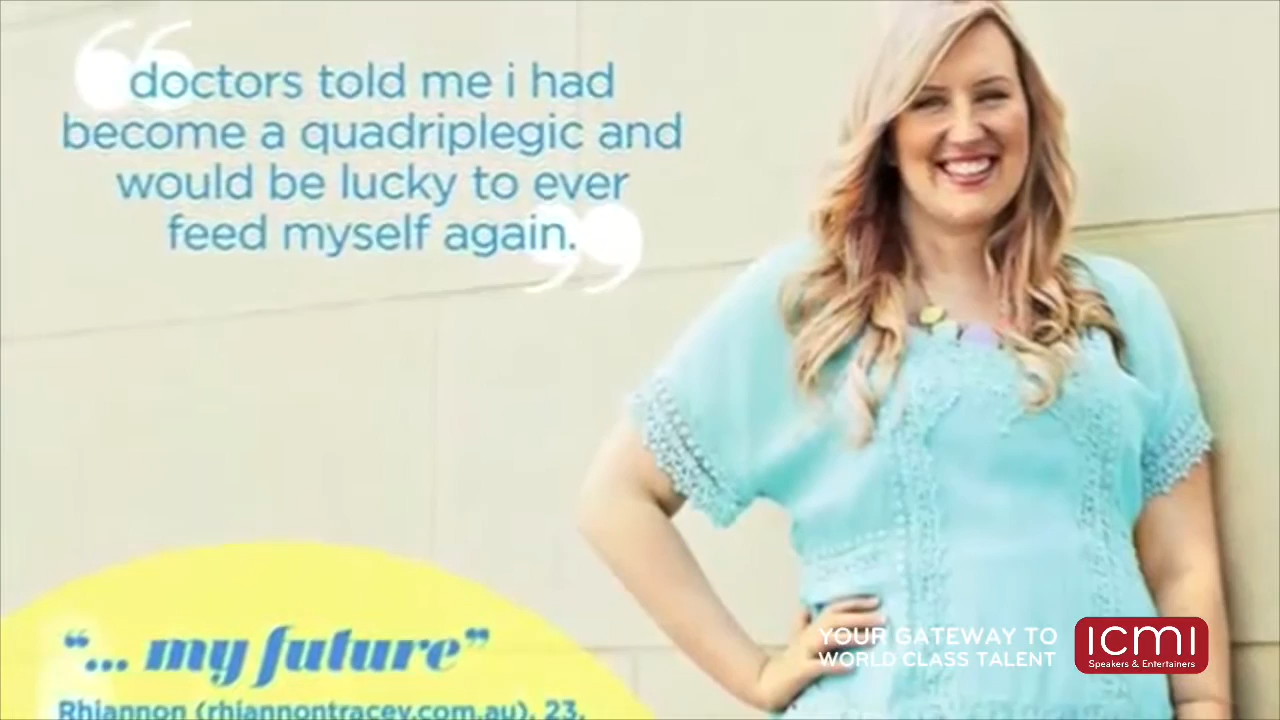 “doctors told me i had
become a quadriplegic and
would be lucky to ever
feed myself again.”
“... my future”
Rhiannon (rhiannontracey.com.au), 23,
YOUR GATEWAY TO
WORLD CLASS TALENT
ICMI
Speakers & Entertainers